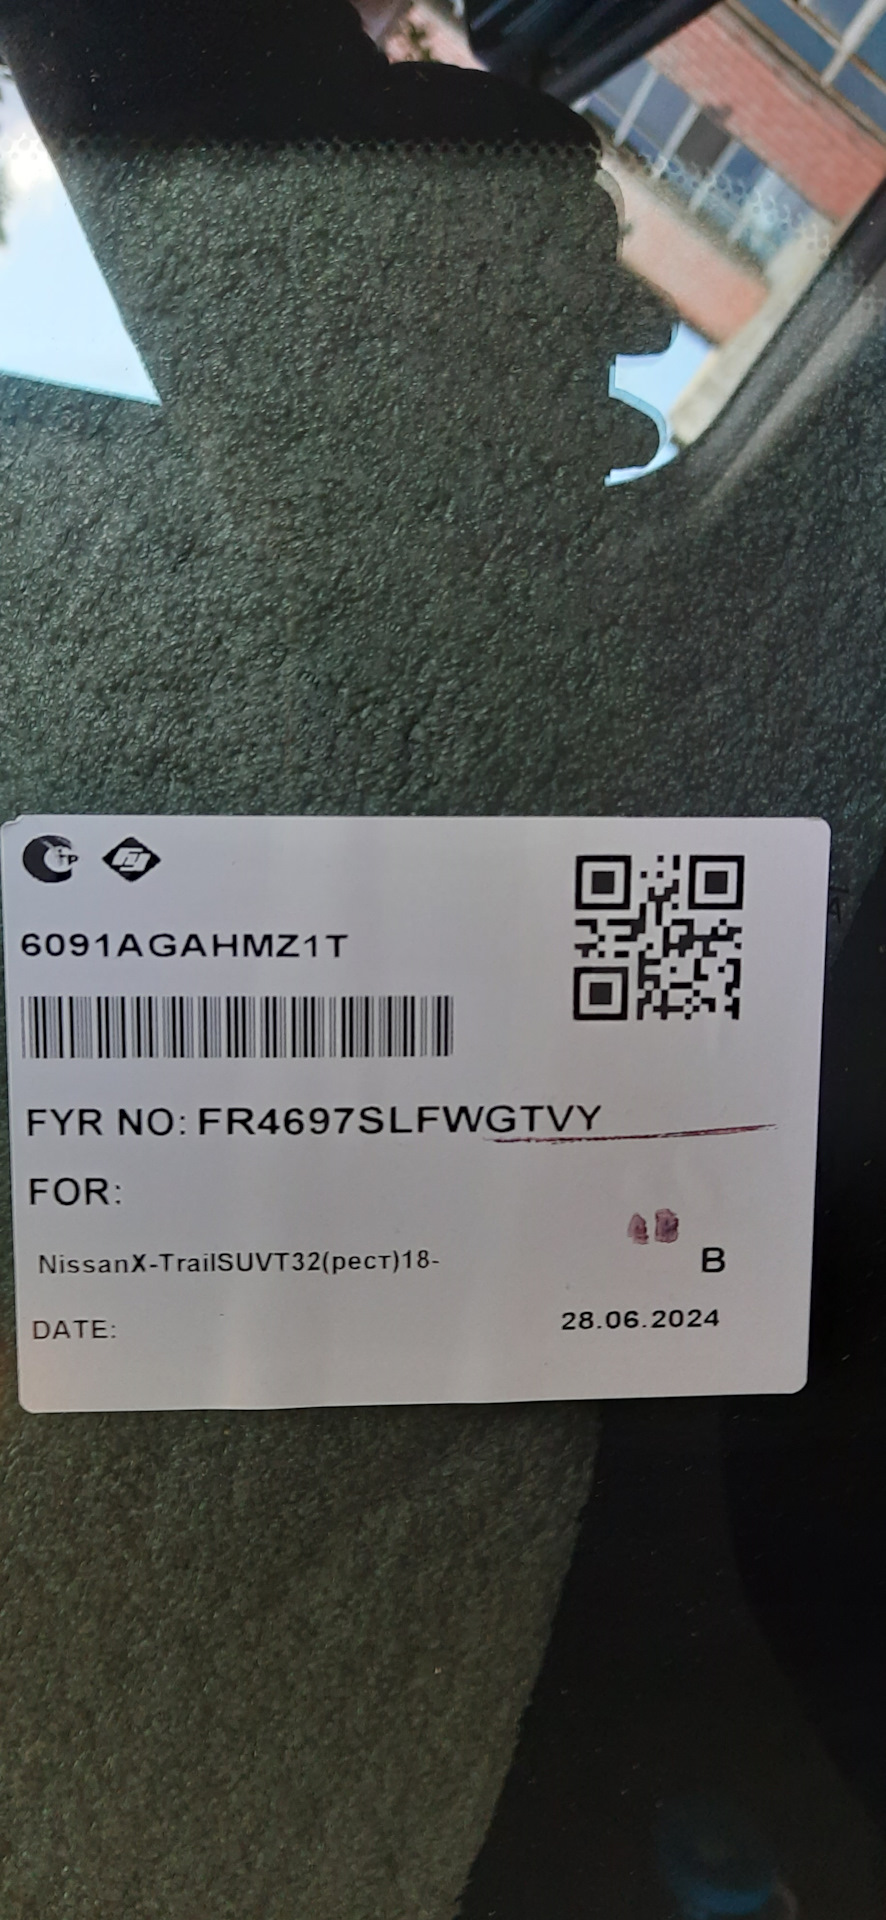 6091AGAHMZ1T
FYR NO: FR4697SLFWGTVY
FOR:
NissanX-TrailSUVT32(рест)18-
B
DATE:
28.06.2024